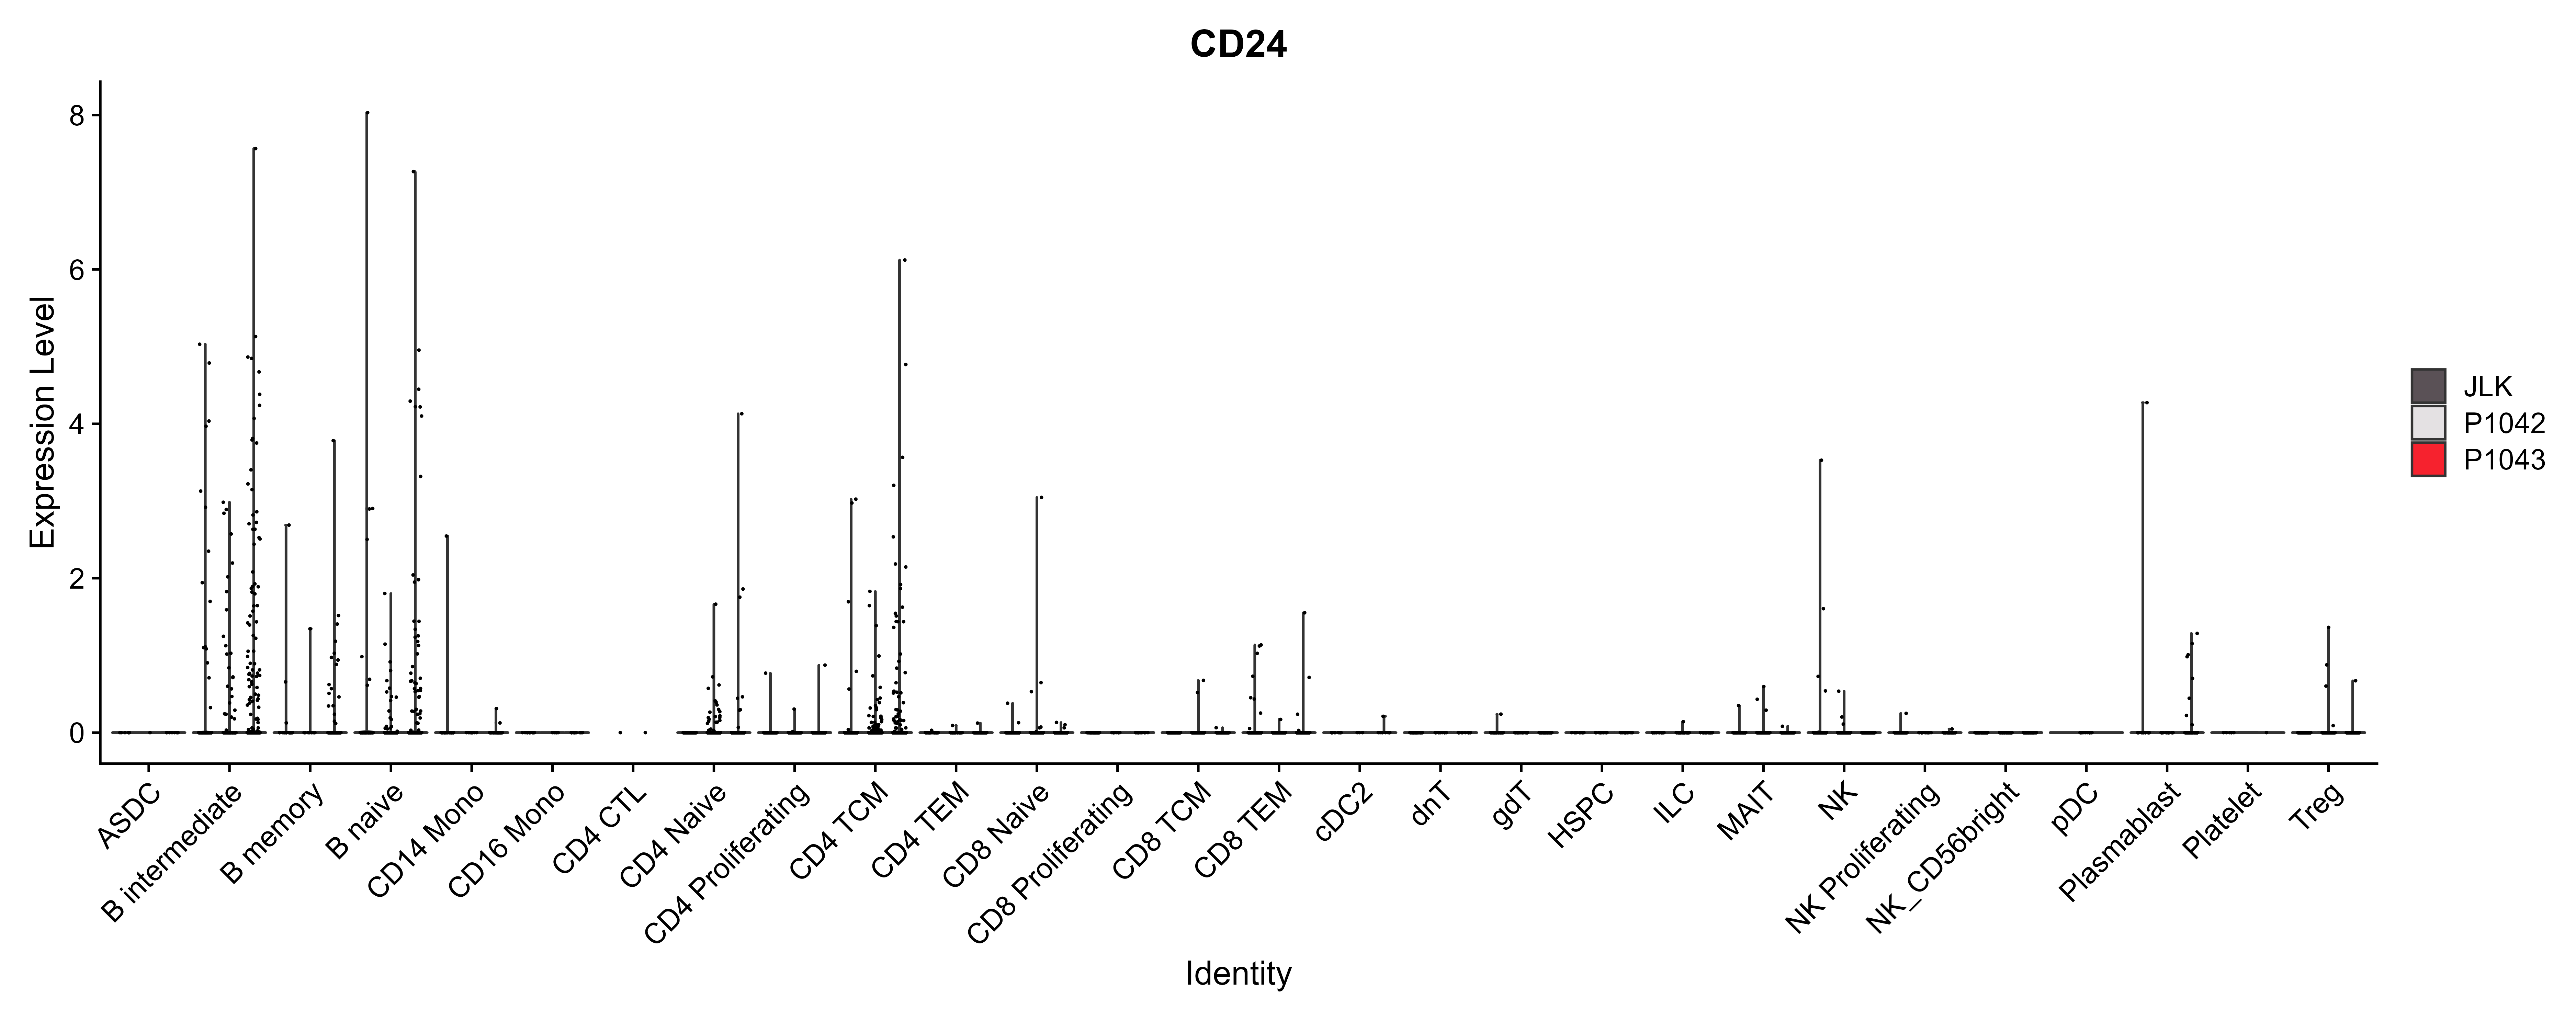 CD24
Expression Level
8
6
4
2
0
JLK
P1042
P1043
ASDC
B intermediate
B memory
B naive
CD14 Mono
CD16 Mono
CD4 CTL
CD4 Naive
CD4 Proliferating
CD4 TCM
CD4 TEM
CD8 Naive
CD8 Proliferating
CD8 TCM
CD8 TEM
cDC2
dnT
gdT
HSPC
ILC
MAIT
NK
NK Proliferating
NK_CD56bright
pDC
Plasmablast
Platelet
Treg
Identity